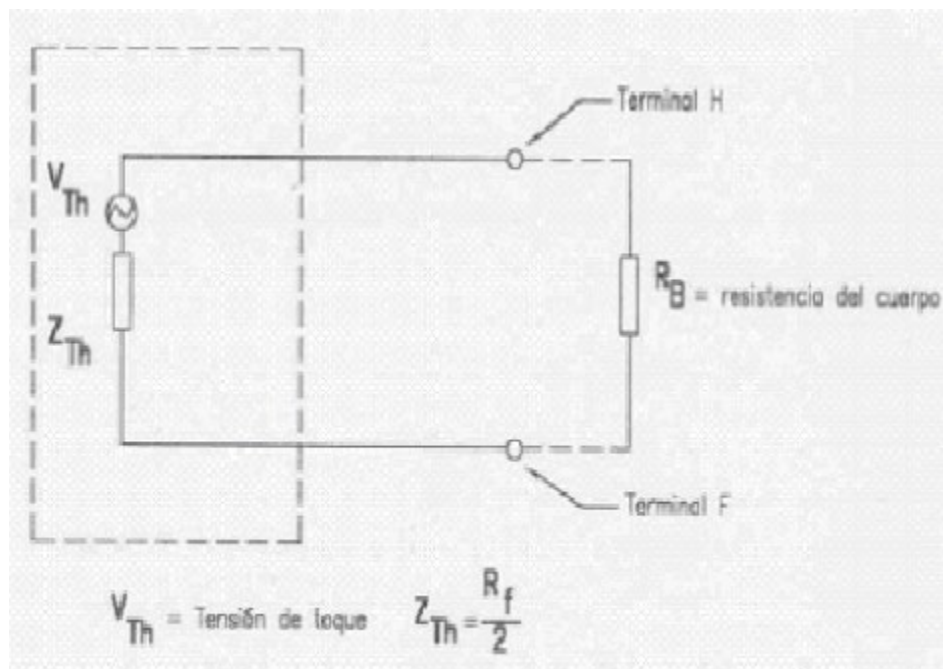 Terminal H
V Th
Z Th
R B = resistencia del cuerpo
Terminal F
V Th = Tensión de toque
Z Th = R f / 2